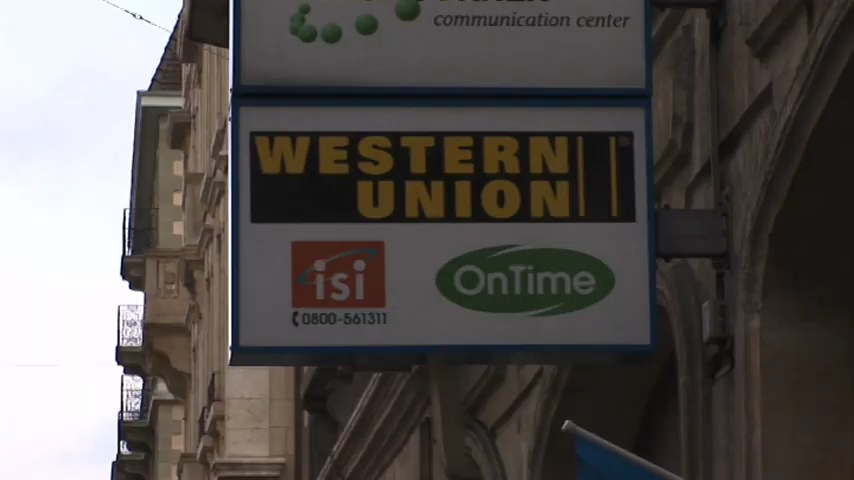 communication center
WESTERN
UNION
isi
0800-561311
OnTime